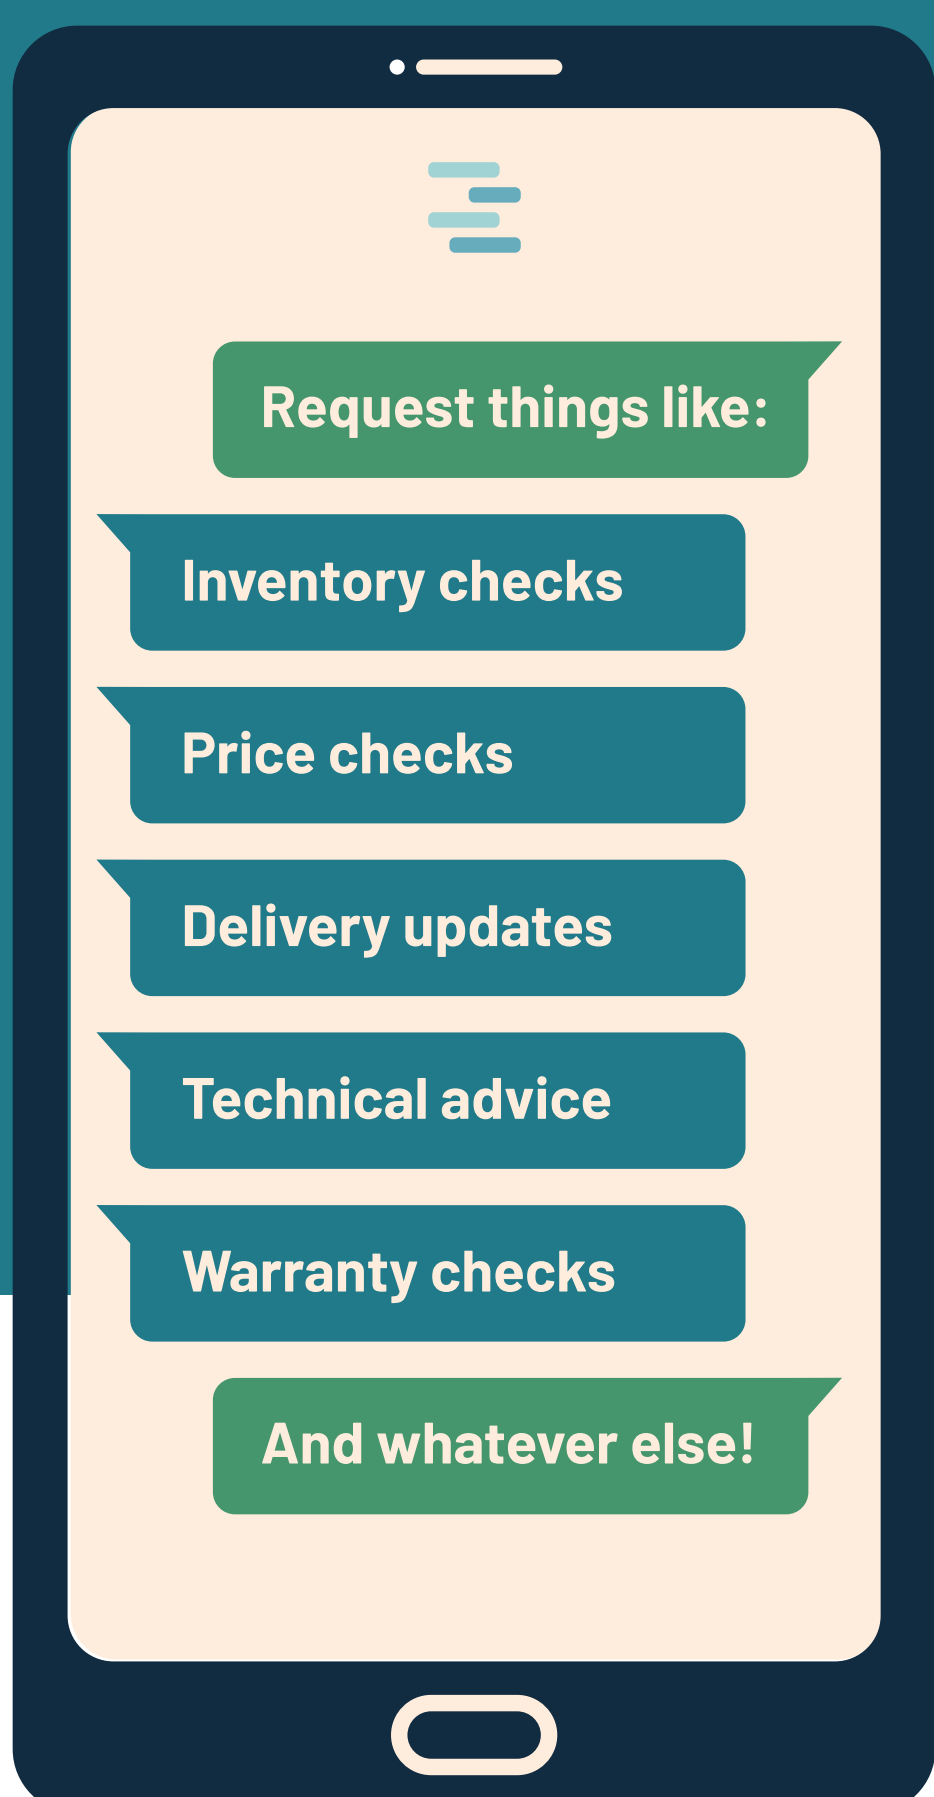 Request things like:
Inventory checks
Price checks
Delivery updates
Technical advice
Warranty checks
And whatever else!